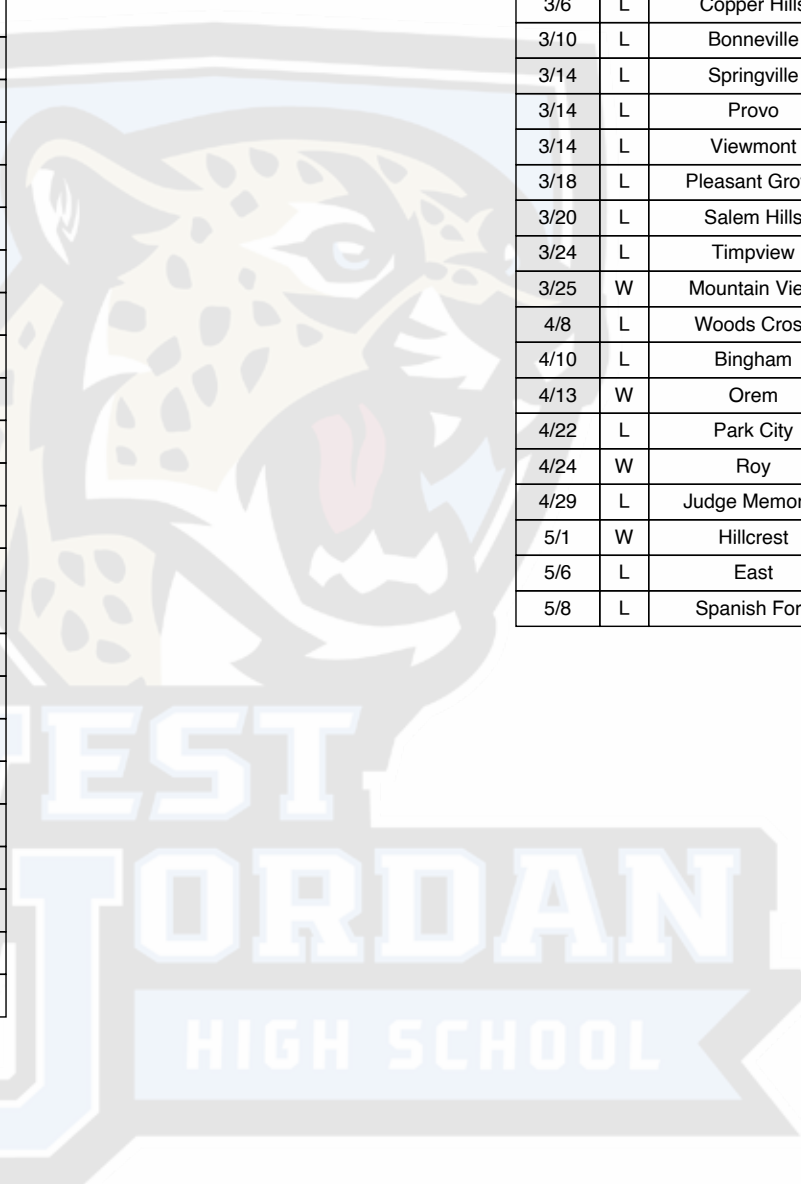 3/6 L Copper Hills
3/10 L Bonneville
3/14 L Springville
3/14 L Provo
3/14 L Viewmont
3/18 L Pleasant Gro
3/20 L Salem Hills
3/24 L Timpview
3/25 W Mountain Vie
4/8 L Woods Cros
4/10 L Bingham
4/13 W Orem
4/22 L Park City
4/24 W Roy
4/29 L Judge Memor
5/1 W Hillcrest
5/6 L East
5/8 L Spanish For
EST
JORDAN
HIGH SCHOOL